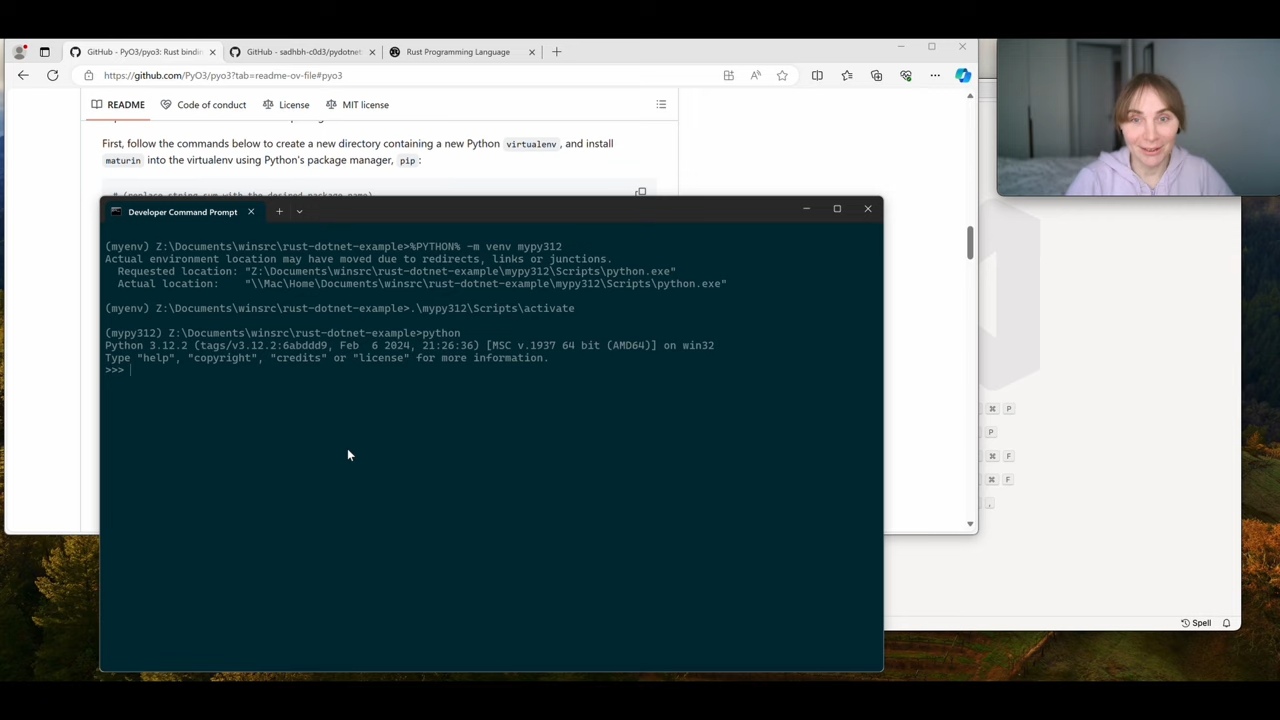 GitHub - PyO3/pyo3: Rust bindin
GitHub - sadhbh-c0d3/pydotnet
Rust Programming Language
https://github.com/PyO3/pyo3?tab=readme-ov-file#pyo3
README
Code of conduct
License
MIT license
First, follow the commands below to create a new directory containing a new Python virtualenv , and install
maturin into the virtualenv using Python's package manager, pip :
# (replace string_sum with the desired package name)
Developer Command Prompt
(myenv) Z:\Documents\winsrc\rust-dotnet-example>%PYTHON% -m venv mypy312
Actual environment location may have moved due to redirects, links or junctions.
Requested location: "Z:\Documents\winsrc\rust-dotnet-example\mypy312\Scripts\python.exe"
Actual location:    "\\Mac\Home\Documents\winsrc\rust-dotnet-example\mypy312\Scripts\python.exe"
(myenv) Z:\Documents\winsrc\rust-dotnet-example>.\mypy312\Scripts\activate
(mypy312) Z:\Documents\winsrc\rust-dotnet-example>python
Python 3.12.2 (tags/v3.12.2:6abddd9, Feb  6 2024, 21:26:36) [MSC v.1937 64 bit (AMD64)] on win32
Type "help", "copyright", "credits" or "license" for more information.
>>>
⌘ P
P
⌘ F
⌘ F
,
Spell